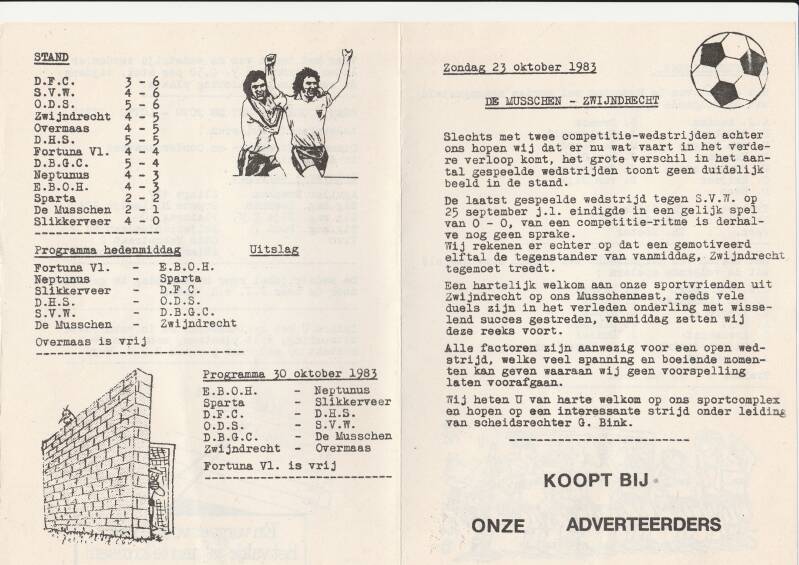 STAND
D.F.C. 3 - 6
S.V.W. 4 - 6
O.D.S. 5 - 6
Zwijndrecht 4 - 5
Overmaas 4 - 5
D.H.S. 5 - 5
Fortuna Vl. 4 - 4
D.B.G.C. 5 - 4
Neptunus 4 - 3
E.B.O.H. 4 - 3
Sparta 2 - 2
De Musschen 2 - 1
Slikkerveer 4 - 0
Programma hedenmiddag Uitslag
Fortuna Vl. - E.B.O.H.
Neptunus - Sparta
Slikkerveer - D.F.C.
D.H.S. - O.D.S.
S.V.W. - D.B.G.C.
De Musschen - Zwijndrecht
Overmaas is vrij
Programma 30 oktober 1983
E.B.O.H. - Neptunus
Sparta - Slikkerveer
D.F.C. - D.H.S.
O.D.S. - S.V.W.
D.B.G.C. - De Musschen
Zwijndrecht - Overmaas
Fortuna Vl. is vrij
Zondag 23 oktober 1983
DE MUSSCHEN - ZWIJNDRECHT
Slechts met twee competitie-wedstrijden achter
ons hopen wij dat er nu wat vaart in het verde-
re verloop komt, het grote verschil in het aan-
tal gespeelde wedstrijden toont geen duidelijk
beeld in de stand.
De laatst gespeelde wedstrijd tegen S.V.W. op
25 september j.l. eindigde in een gelijk spel
van 0 - 0, van een competitie-ritme is derhal-
ve nog geen sprake.
Wij rekenen er echter op dat een gemotiveerd
elftal de tegenstander van vanmiddag, Zwijndrecht
tegemoet treedt.
Een hartelijk welkom aan onze sportvrienden uit
Zwijndrecht op ons Musschennest, reeds vele
duels zijn in het verleden onderling met wisse-
lend succes gestreden, vanmiddag zetten wij
deze reeks voort.
Alle factoren zijn aanwezig voor een open wed-
strijd, welke veel spanning en boeiende momen-
ten kan geven waaraan wij geen voorspelling
laten voorafgaan.
Wij heten U van harte welkom op ons sportcomplex
en hopen op een interessante strijd onder leiding
van scheidsrechter G. Bink.
KOOPT BIJ
ONZE ADVERTEERDERS